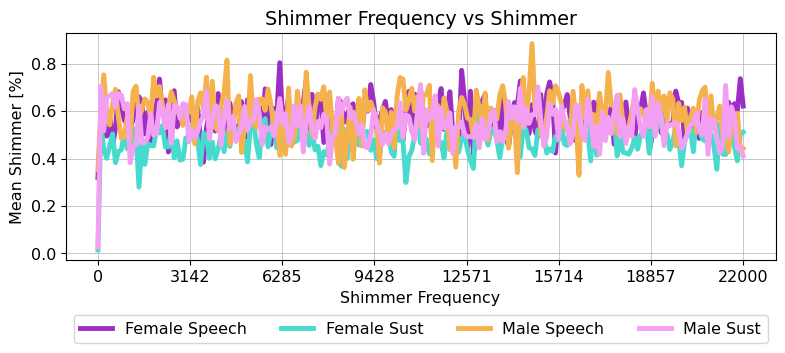 Shimmer Frequency vs Shimmer
Mean Shimmer [%]
0.8
0.6
0.4
0.2
0.0
0 3142 6285 9428 12571 15714 18857 22000
Shimmer Frequency
Female Speech Female Sust Male Speech Male Sust